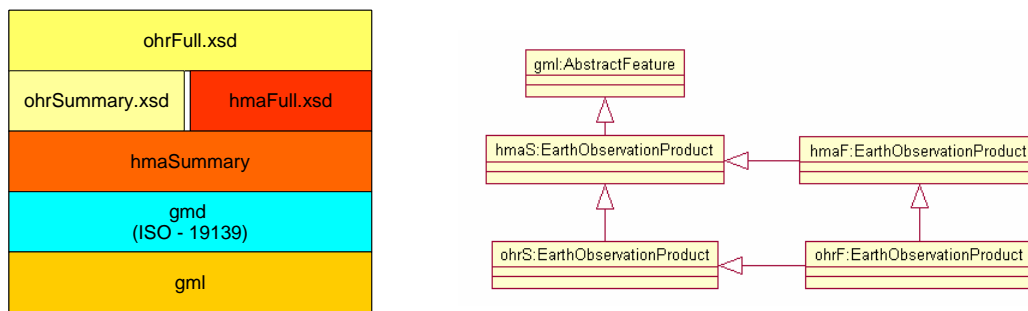 ohrFull.xsd
ohrSummary.xsd
hmaFull.xsd
hmaSummary
gmd
(ISO - 19139)
gml
gml:AbstractFeature
hmaS:EarthObservationProduct
hmaF:EarthObservationProduct
ohrS:EarthObservationProduct
ohrF:EarthObservationProduct